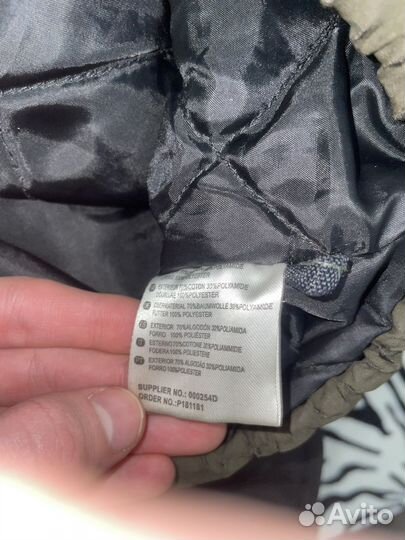 EXTERIEUR 70%COTON 30%POLYAMIDE
DOUBLURE 100%POLYESTER
OBERMATERIAL 70%BAUMWOLLE 30%POLYAMIDE
FUTTER 100% POLYESTER
EXTERIOR 70%ALGODÓN 30%POLIAMIDA
FORRO 100% POLIESTER
ESTERNO 70%COTONE 30%POLIAMMIDE
FODERA 100%POLIESTERE
EXTERIOR 70% ALGODÃO 30%POLIAMIDA
FORRO 100%POLIÉSTER
SUPPLIER NO.: 000254D
ORDER NO.:P181181
Avito